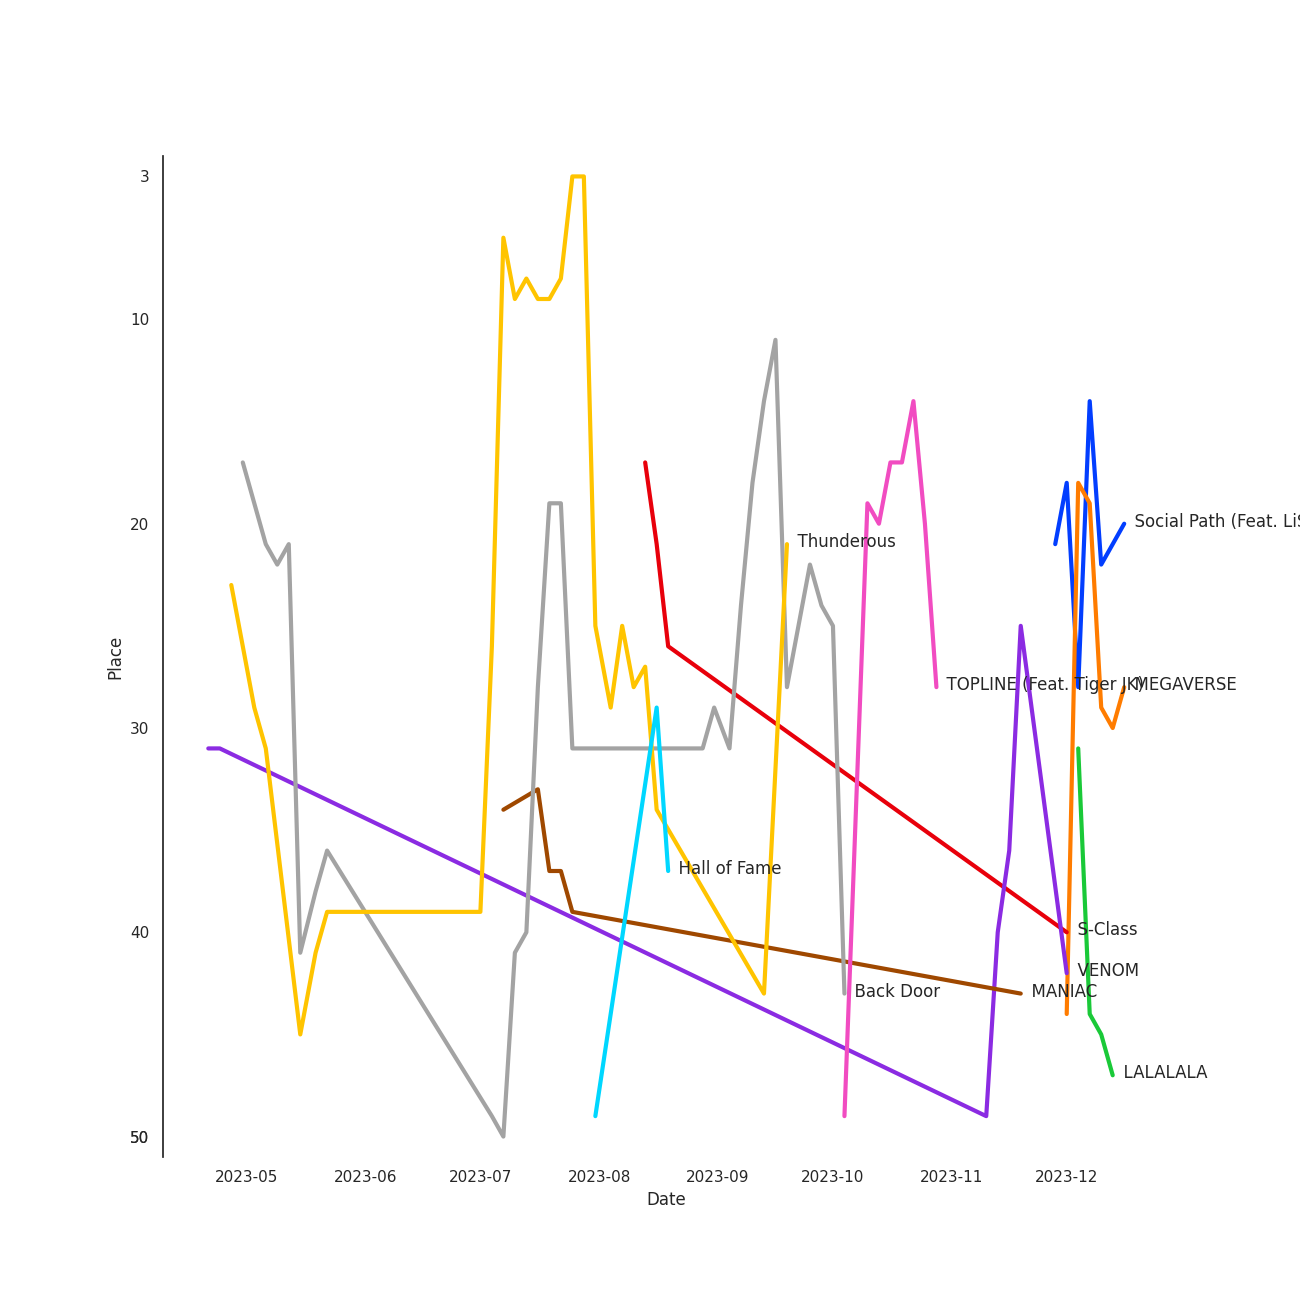 3
10
20
30
40
50
Place
Thunderous
Social Path (Feat. LiS
TOPLINE (Feat. Tiger JK)
MEGAVERSE
Hall of Fame
S-Class
VENOM
Back Door
MANIAC
LALALALA
2023-05
2023-06
2023-07
2023-08
2023-09
2023-10
2023-11
2023-12
Date